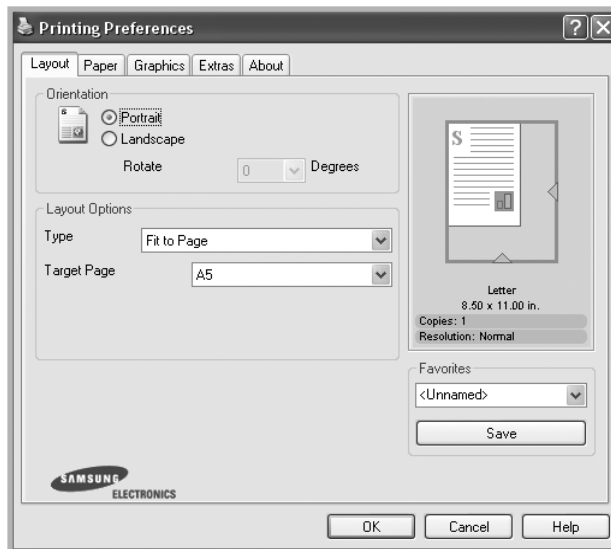 Printing Preferences
Layout Paper Graphics Extras About
Orientation
Portrait
Landscape
Rotate 0 Degrees
Layout Options
Type Fit to Page
Target Page A5
S
S
Letter
8.50 x 11.00 in.
Copies: 1
Resolution: Normal
Favorites
<Unnamed>
Save
SAMSUNG
ELECTRONICS
OK Cancel Help